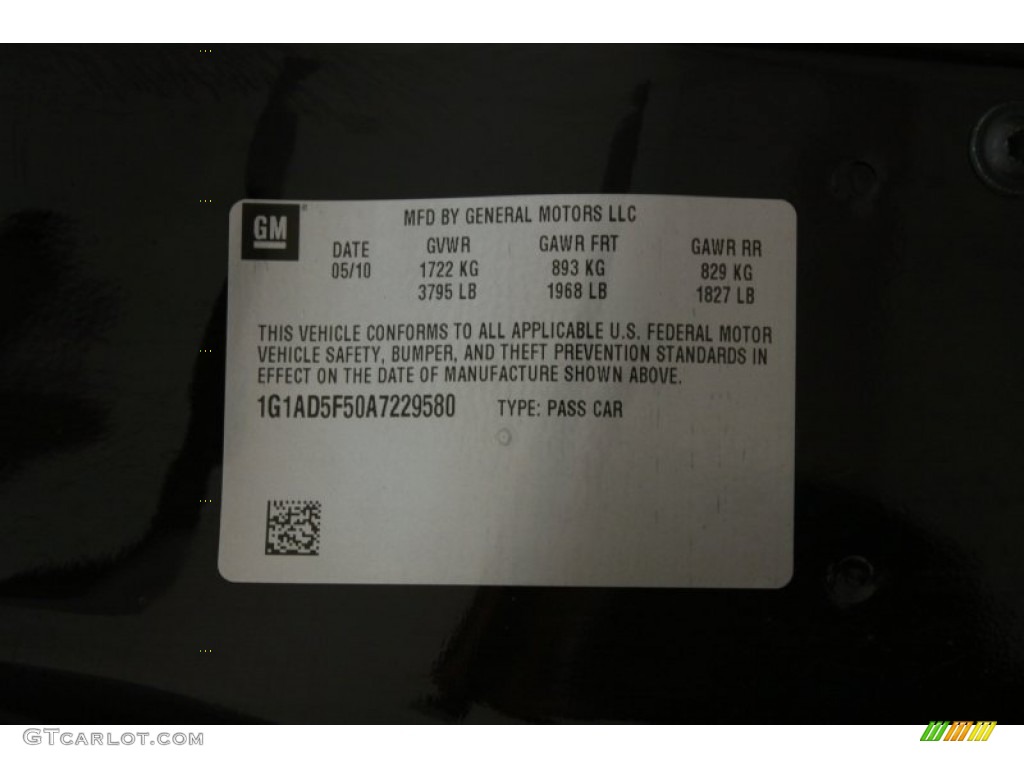 GM
MFD BY GENERAL MOTORS LLC
DATE GVWR GAWR FRT GAWR RR
05/10 1722 KG 893 KG 829 KG
3795 LB 1968 LB 1827 LB
THIS VEHICLE CONFORMS TO ALL APPLICABLE U.S. FEDERAL MOTOR
VEHICLE SAFETY, BUMPER, AND THEFT PREVENTION STANDARDS IN
EFFECT ON THE DATE OF MANUFACTURE SHOWN ABOVE.
1G1AD5F50A7229580 TYPE: PASS CAR
GTCARLOT.COM